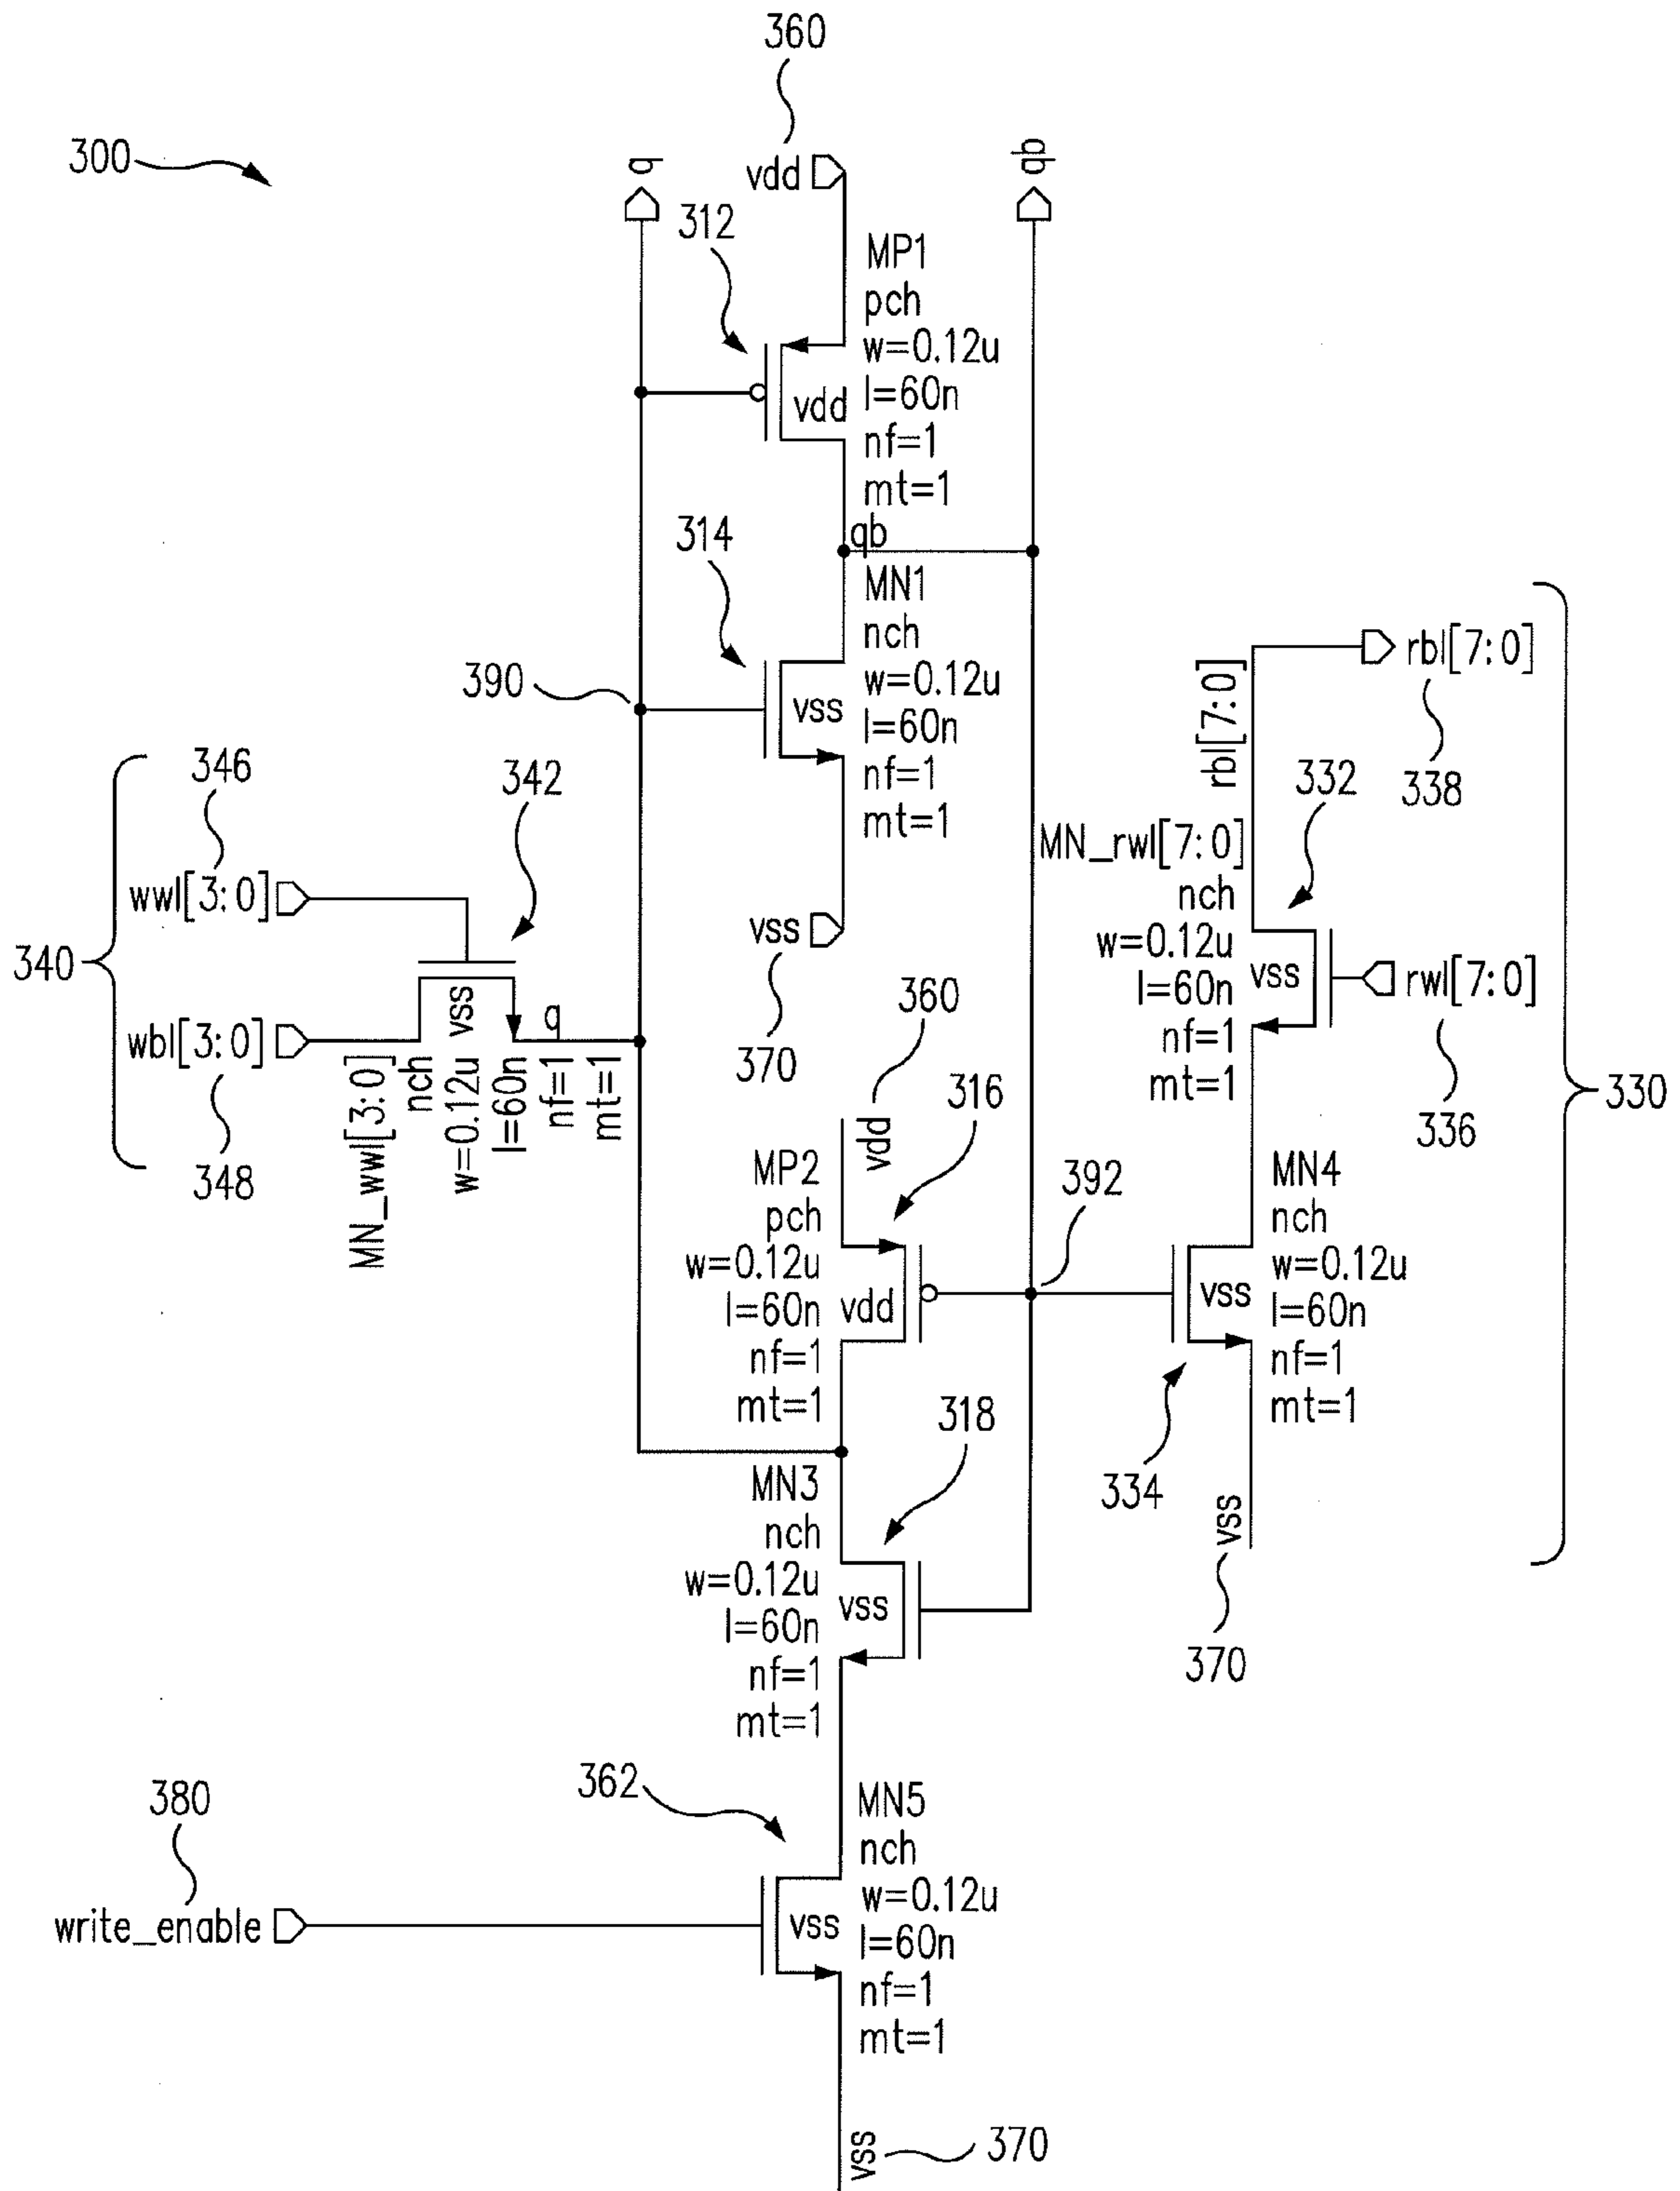 360
300
q
vdd
qb
312
MP1
pch
w=0.12u
l=60n
nf=1
mt=1
vdd
qb
314
MN1
nch
w=0.12u
l=60n
nf=1
mt=1
vss
390
vss
370
346
wwl[3:0]
342
340
wbl[3:0]
348
vss
q
MN_wwl[3:0]
nch
w=0.12u
l=60n
nf=1
mt=1
rbl[7:0]
338
rbl[7:0]
332
MN_rwl[7:0]
nch
w=0.12u
l=60n
nf=1
mt=1
vss
rwl[7:0]
336
330
360
vdd
316
MP2
pch
w=0.12u
l=60n
nf=1
mt=1
vdd
392
MN4
nch
w=0.12u
l=60n
nf=1
mt=1
vss
334
vss
370
318
MN3
nch
w=0.12u
l=60n
nf=1
mt=1
vss
362
MN5
nch
w=0.12u
l=60n
nf=1
mt=1
vss
380
write_enable
vss
370